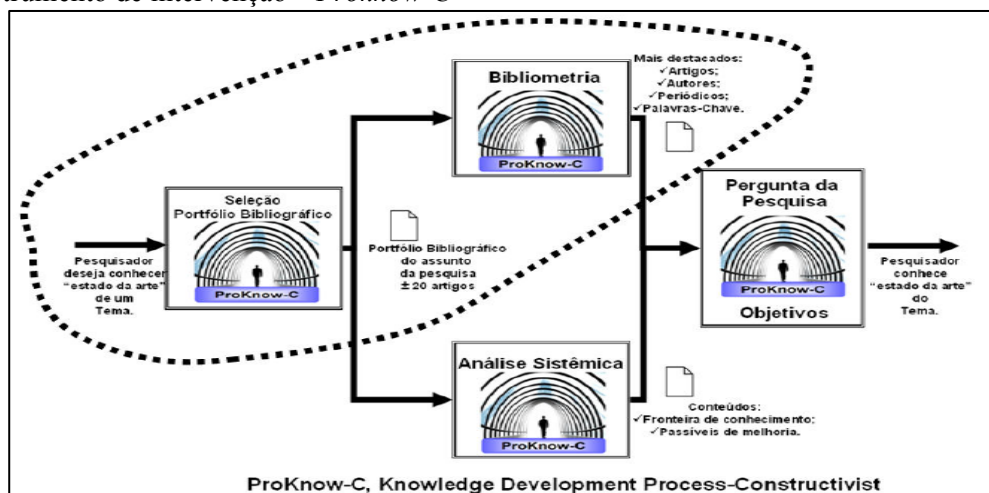 Proknow-C
Bibliometria
ProKnow-C
Mais destacados:
✓Artigos;
✓Autores;
✓Periódicos;
✓Palavras-Chave.
Seleção
Portfólio Bibliográfico
ProKnow-C
Pesquisador
deseja conhecer
"estado da arte"
de um
Tema.
Portfólio Bibliográfico
do assunto
da pesquisa
±20 artigos
Análise Sistêmica
ProKnow-C
Conteúdos:
✓Fronteira de conhecimento;
✓Passíveis de melhoria.
Pergunta da
Pesquisa
ProKnow-C
Objetivos
Pesquisador
conhece
"estado da arte"
do
Tema.
ProKnow-C, Knowledge Development Process-Constructivist